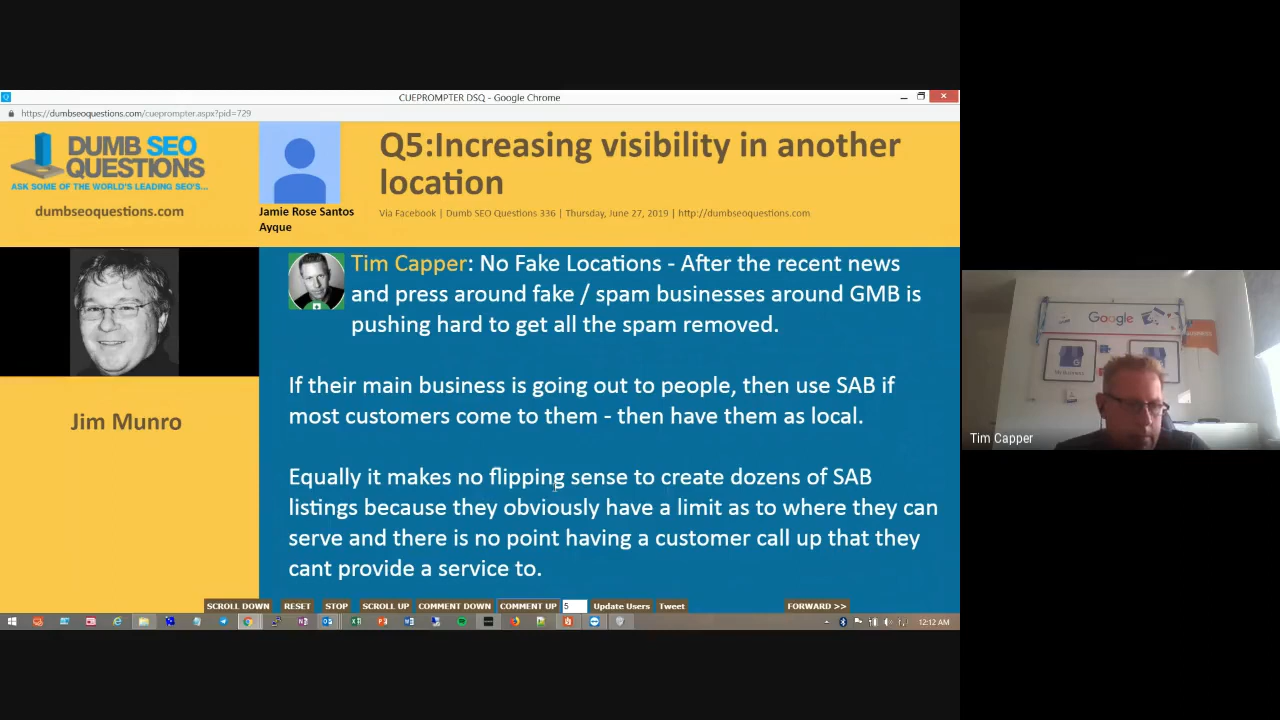 CUEPROMPTER DSQ - Google Chrome
https://dumbseoquestions.com/cueprompter.aspx?pid=729
DUMB SEO
QUESTIONS
ASK SOME OF THE WORLD'S LEADING SEO'S...
dumbseoquestions.com
Jamie Rose Santos
Ayque
Q5:Increasing visibility in another
location
Via Facebook | Dumb SEO Questions 336 | Thursday, June 27, 2019 | http://dumbseoquestions.com
Jim Munro
Tim Capper: No Fake Locations - After the recent news
and press around fake / spam businesses around GMB is
pushing hard to get all the spam removed.
If their main business is going out to people, then use SAB if
most customers come to them - then have them as local.
Equally it makes no flipping sense to create dozens of SAB
listings because they obviously have a limit as to where they can
serve and there is no point having a customer call up that they
cant provide a service to.
SCROLL DOWN RESET STOP SCROLL UP COMMENT DOWN COMMENT UP 5 Update Users Tweet FORWARD >>
12:12 AM
Google
Tim Capper